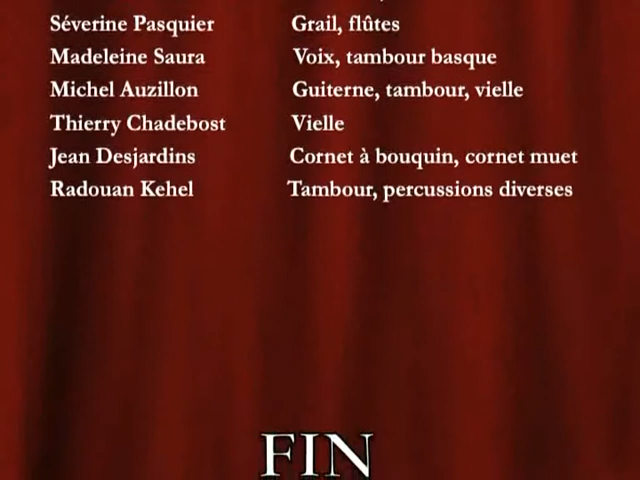 Séverine Pasquier Grail, flûtes
Madeleine Saura Voix, tambour basque
Michel Auzillon Guiterne, tambour, vielle
Thierry Chadebost Vielle
Jean Desjardins Cornet à bouquin, cornet muet
Radouan Kehel Tambour, percussions diverses
FIN